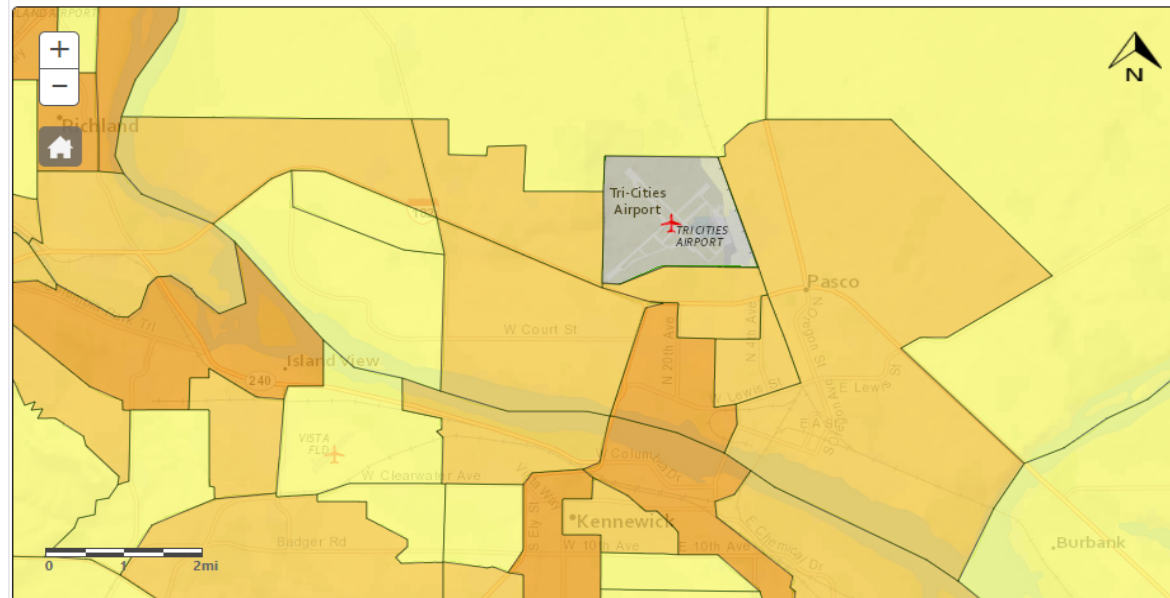 +
−
N
Richland
182
Tri-Cities
Airport
TRI CITIES
AIRPORT
Pasco
N Oregon St
W Court St
N 20th Ave
N 4th Ave
Island View
240
W Lewis St
E Lewis St
S Oregon Ave
E A St
VISTA
FLD
W Clearwater Ave
W Columbia Dr
Vista Way
S Ely St
Kennewick
Badger Rd
W 10th Ave
E 10th Ave
E Chemical Dr
Burbank
0
1
2mi